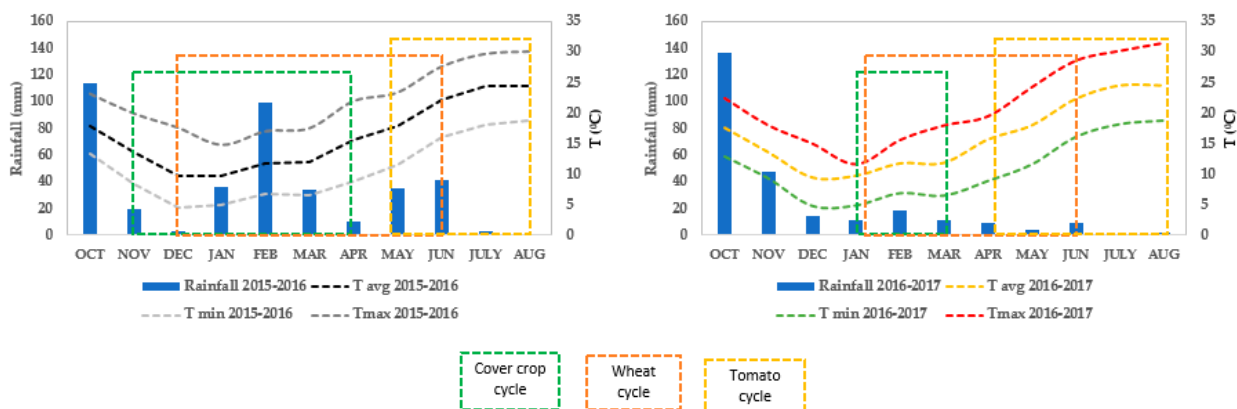 160 140 120 100 80 60 40 20 0
Rainfall (mm)
35 30 25 20 15 10 5 0
T (ºC)
OCT NOV DEC JAN FEB MAR APR MAY JUN JULY AUG
Rainfall 2015-2016 T avg 2015-2016
T min 2015-2016 Tmax 2015-2016
160 140 120 100 80 60 40 20 0
Rainfall (mm)
35 30 25 20 15 10 5 0
T (ºC)
OCT NOV DEC JAN FEB MAR APR MAY JUN JULY AUG
Rainfall 2016-2017 T avg 2016-2017
T min 2016-2017 Tmax 2016-2017
Cover crop
cycle
Wheat
cycle
Tomato
cycle